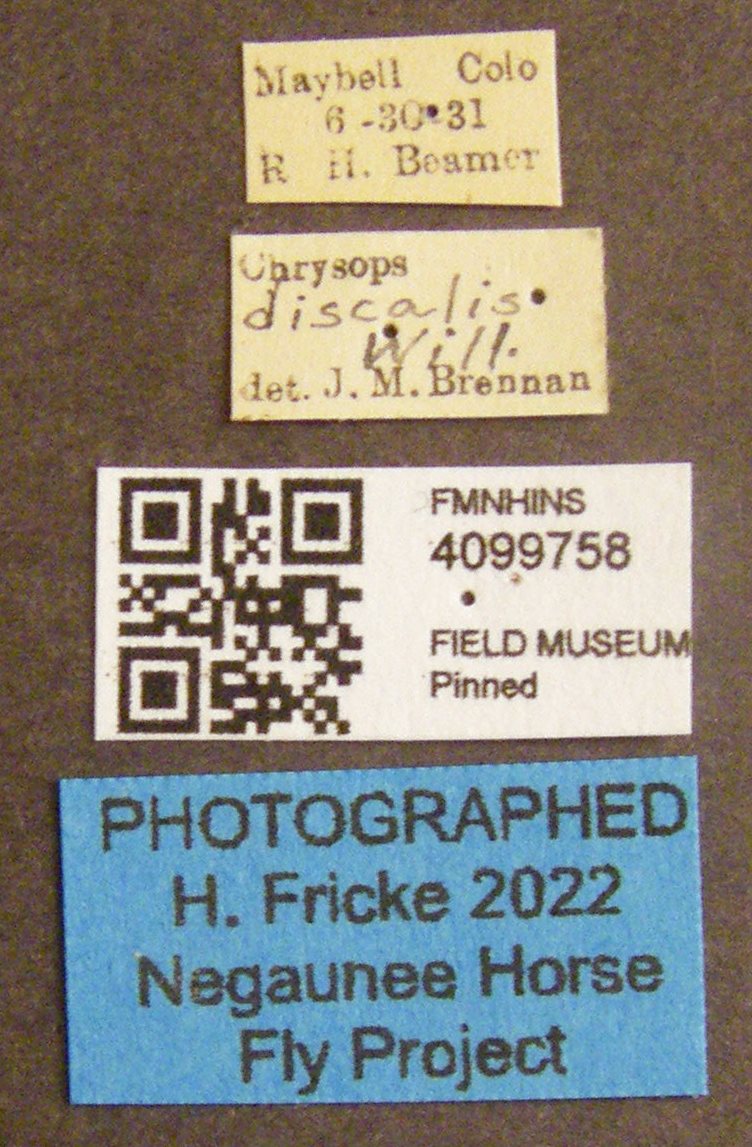 Maybell Colo
6-30-31
R H. Beamer
Chrysops
discalis
Will.
det. J. M. Brennan
FMNHINS
4099758
FIELD MUSEUM
Pinned
PHOTOGRAPHED
H. Fricke 2022
Negaunee Horse
Fly Project